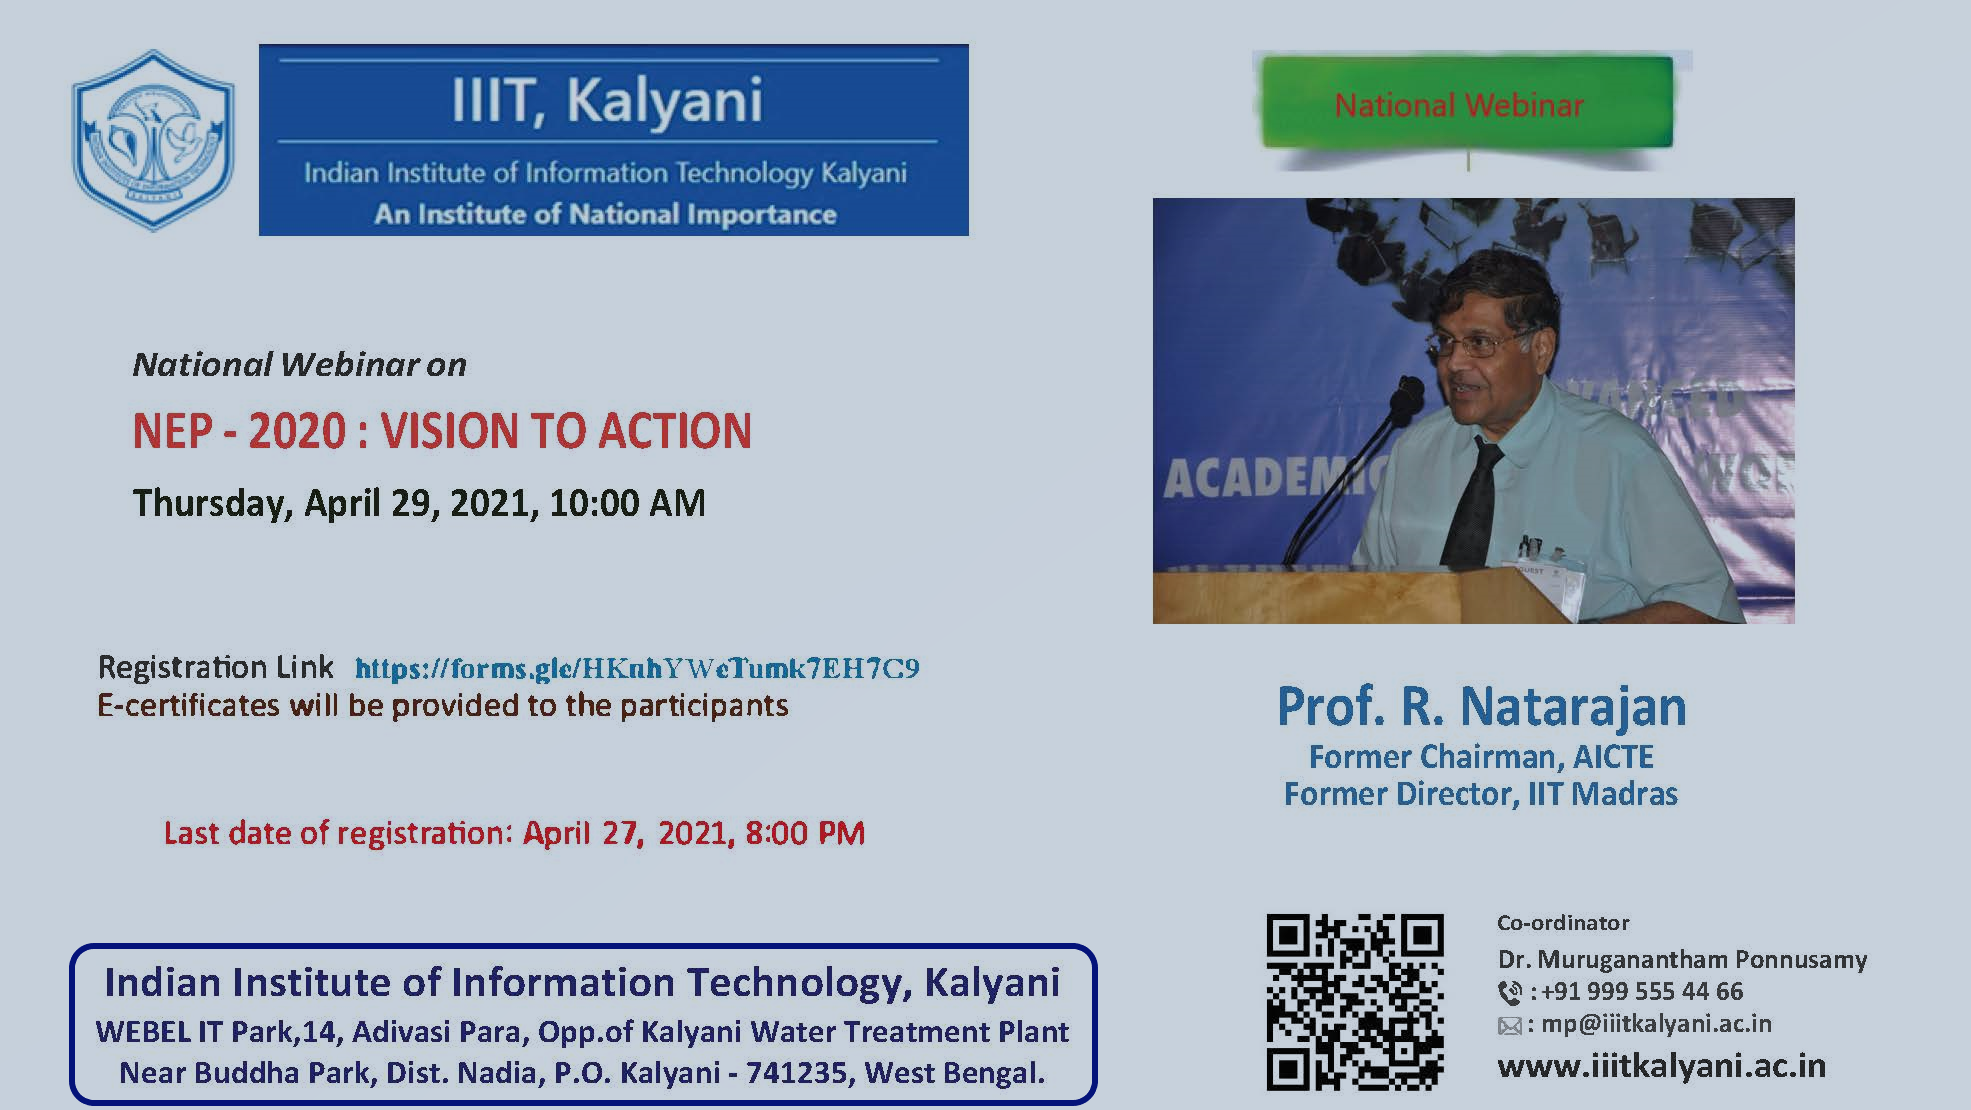 IIIT, Kalyani
Indian Institute of Information Technology Kalyani
An Institute of National Importance
National Webinar
National Webinar on
NEP - 2020 : VISION TO ACTION
Thursday, April 29, 2021, 10:00 AM
ACADEMIC
ADVANCED
GUEST
Registration Link https://forms.gle/HKuhYWeTumk7EH7C9
E-certificates will be provided to the participants
Last date of registration: April 27, 2021, 8:00 PM
Prof. R. Natarajan
Former Chairman, AICTE
Former Director, IIT Madras
Indian Institute of Information Technology, Kalyani
WEBEL IT Park,14, Adivasi Para, Opp.of Kalyani Water Treatment Plant
Near Buddha Park, Dist. Nadia, P.O. Kalyani - 741235, West Bengal.
Co-ordinator
Dr. Muruganantham Ponnusamy
: +91 999 555 44 66
: mp@iiitkalyani.ac.in
www.iiitkalyani.ac.in